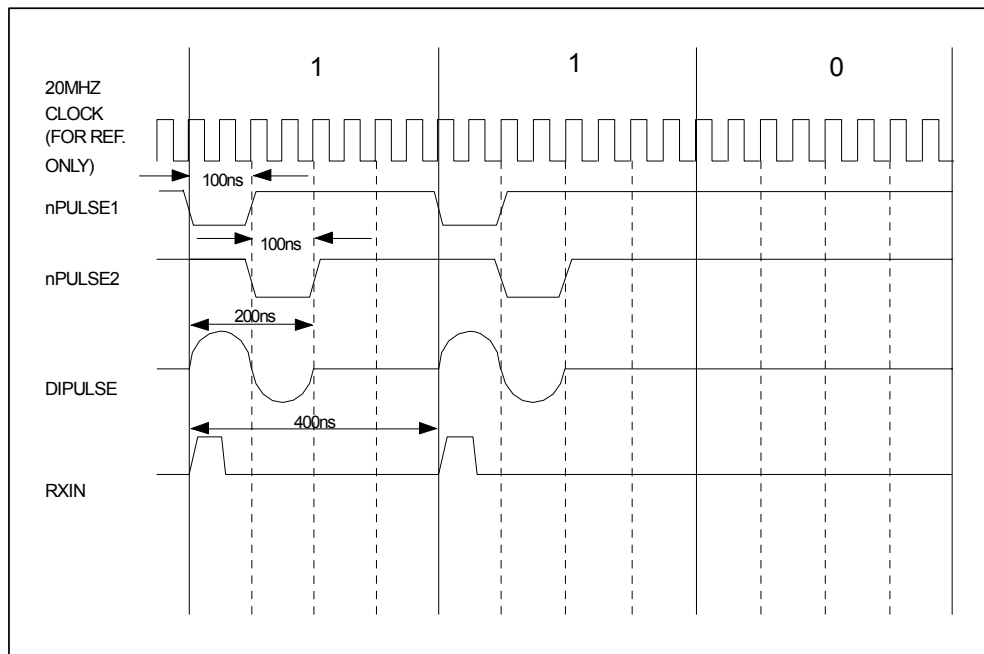 1
1
0
20MHZ
CLOCK
(FOR REF.
ONLY)
100ns
nPULSE1
100ns
nPULSE2
200ns
DIPULSE
400ns
RXIN